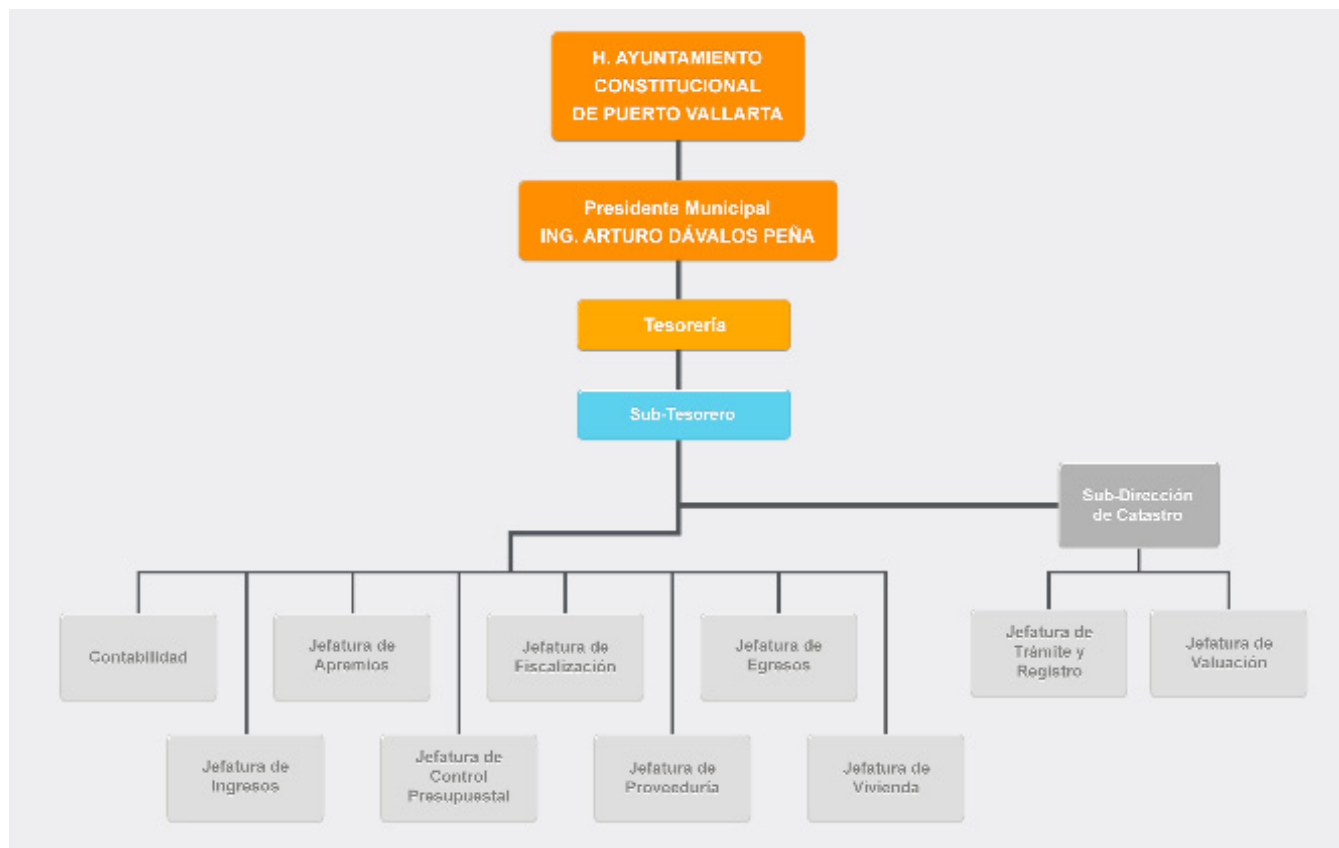 H. AYUNTAMIENTO
CONSTITUCIONAL
DE PUERTO VALLARTA
Presidente Municipal
ING. ARTURO DÁVALOS PEÑA
Tesorería
Sub-Tesorero
Sub-Dirección
de Catastro
Contabilidad
Jefatura de
Apremios
Jefatura de
Fiscalización
Jefatura de
Egresos
Jefatura de
Trámite y
Registro
Jefatura de
Valuación
Jefatura de
Ingresos
Jefatura de
Control
Presupuestal
Jefatura de
Proveeduría
Jefatura de
Vivienda